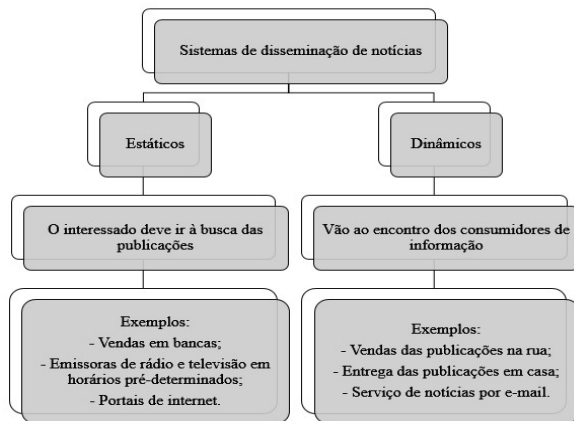 Sistemas de disseminação de notícias
Estáticos
Dinâmicos
O interessado deve ir à busca das
publicações
Vão ao encontro dos consumidores de
informação
Exemplos:
- Vendas em bancas;
- Emissoras de rádio e televisão em
horários pré-determinados;
- Portais de internet.
Exemplos:
- Vendas das publicações na rua;
- Entrega das publicações em casa;
- Serviço de notícias por e-mail.